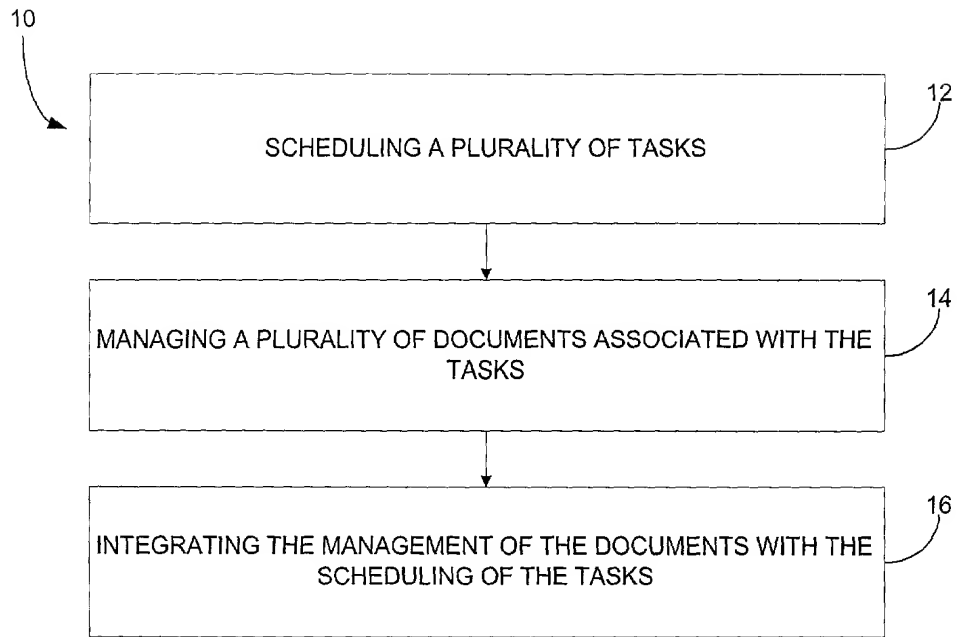 10
12
SCHEDULING A PLURALITY OF TASKS
14
MANAGING A PLURALITY OF DOCUMENTS ASSOCIATED WITH THE
TASKS
16
INTEGRATING THE MANAGEMENT OF THE DOCUMENTS WITH THE
SCHEDULING OF THE TASKS